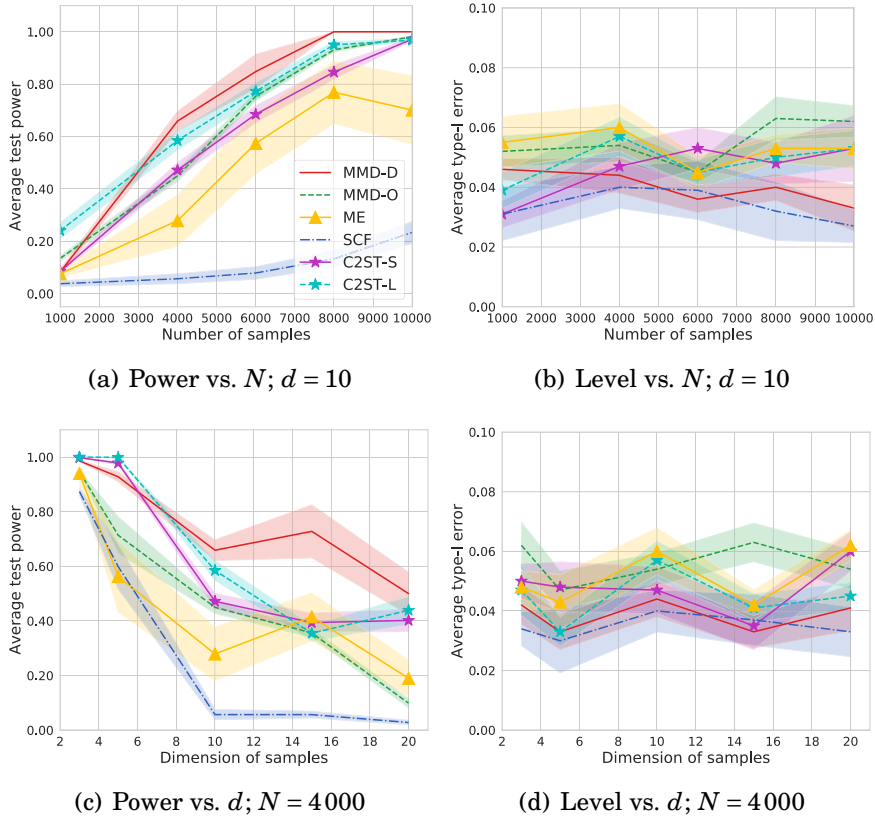 Average test power
1.00
0.80
0.60
0.40
0.20
0.00
MMD-D
MMD-O
ME
SCF
C2ST-S
C2ST-L
1000 2000 3000 4000 5000 6000 7000 8000 9000 10000
Number of samples
(a) Power vs. N; d = 10
Average type-I error
0.10
0.08
0.06
0.04
0.02
0.00
1000 2000 3000 4000 5000 6000 7000 8000 9000 10000
Number of samples
(b) Level vs. N; d = 10
Average test power
1.00
0.80
0.60
0.40
0.20
0.00
2 4 6 8 10 12 14 16 18 20
Dimension of samples
(c) Power vs. d; N = 4000
Average type-I error
0.10
0.08
0.06
0.04
0.02
0.00
2 4 6 8 10 12 14 16 18 20
Dimension of samples
(d) Level vs. d; N = 4000